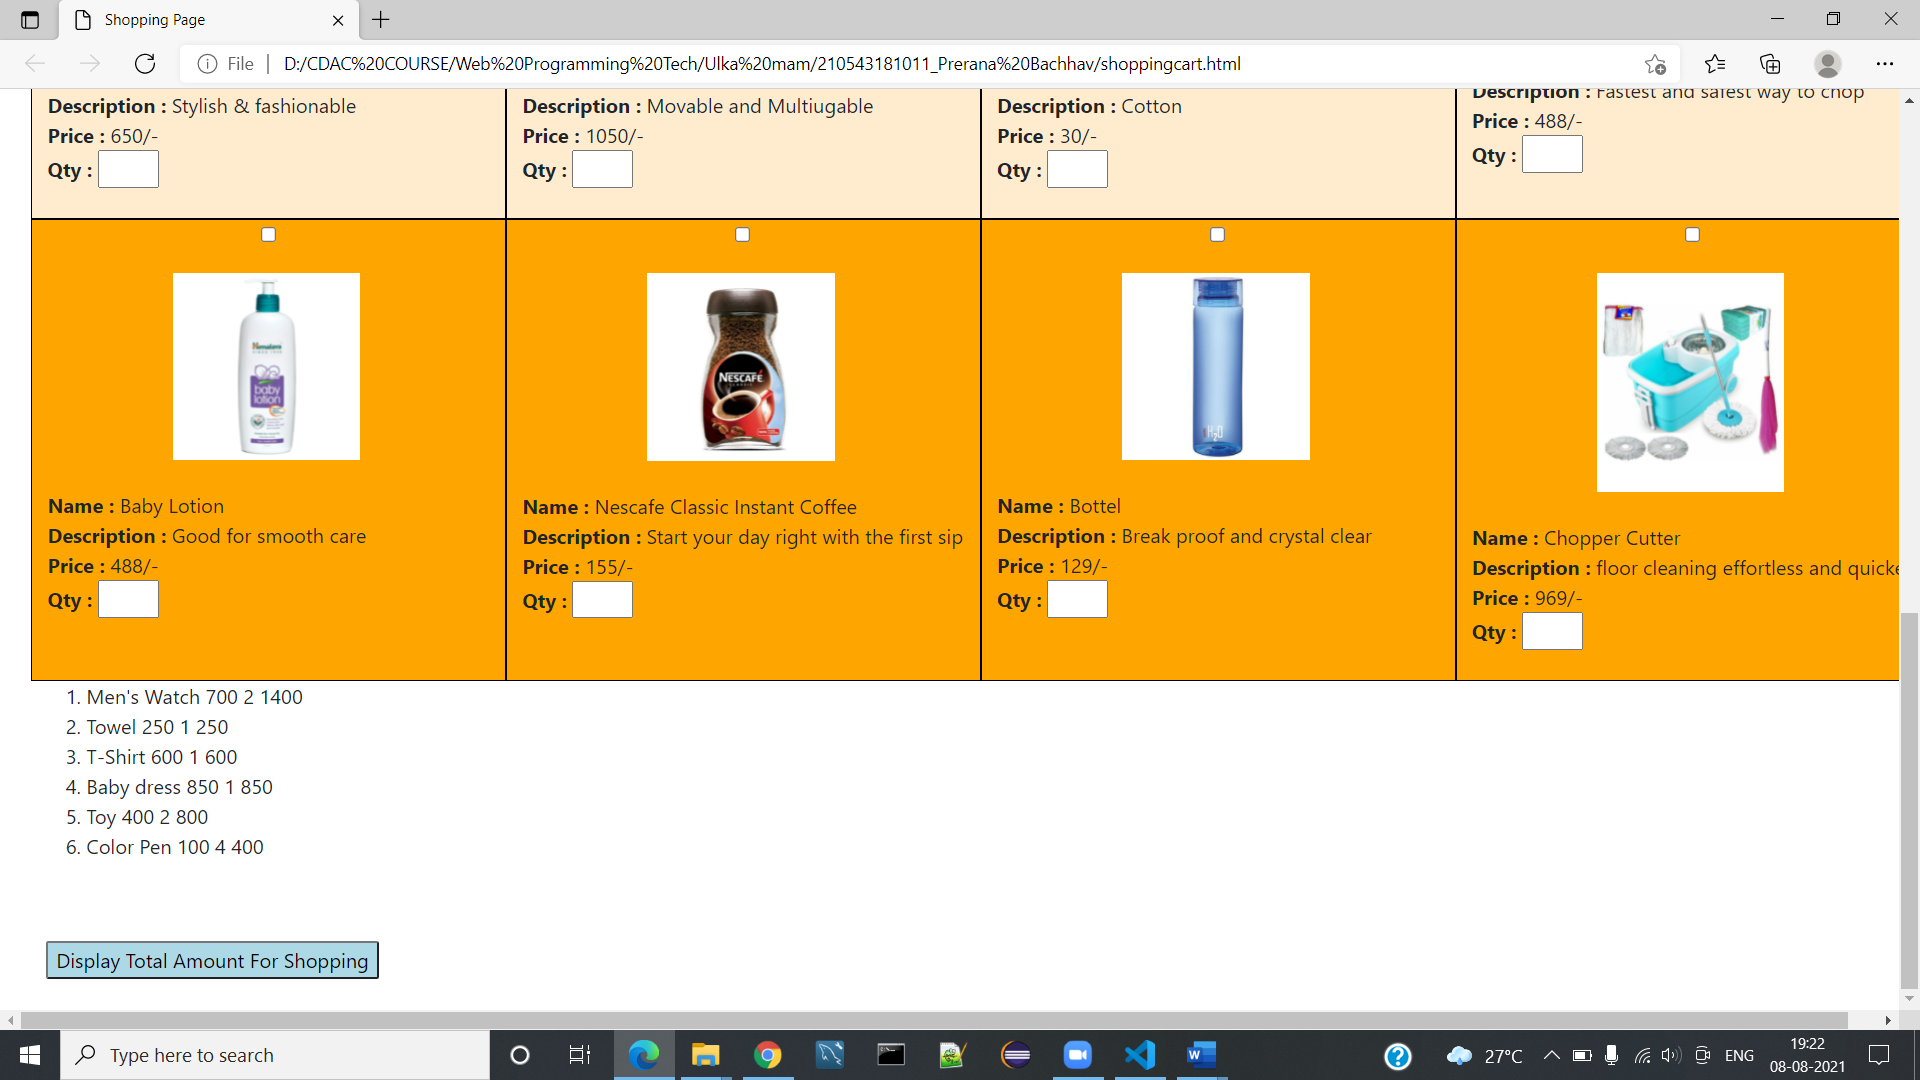 Shopping Page
File
D:/CDAC%20COURSE/Web%20Programming%20Tech/Ulka%20mam/210543181011_Prerana%20Bachhav/shoppingcart.html
Description : Stylish & fashionable
Price : 650/-
Qty :
Description : Movable and Multiugable
Price : 1050/-
Qty :
Description : Cotton
Price : 30/-
Qty :
Description : Fastest and safest way to chop
Price : 488/-
Qty :
Himalaya
baby
lotion
Name : Baby Lotion
Description : Good for smooth care
Price : 488/-
Qty :
NESCAFÉ
CLASSIC
Name : Nescafe Classic Instant Coffee
Description : Start your day right with the first sip
Price : 155/-
Qty :
H2O
Name : Bottel
Description : Break proof and crystal clear
Price : 129/-
Qty :
Name : Chopper Cutter
Description : floor cleaning effortless and quicke
Price : 969/-
Qty :
1. Men's Watch 700 2 1400
2. Towel 250 1 250
3. T-Shirt 600 1 600
4. Baby dress 850 1 850
5. Toy 400 2 800
6. Color Pen 100 4 400
Display Total Amount For Shopping
Type here to search
27°C
ENG
19:22
08-08-2021